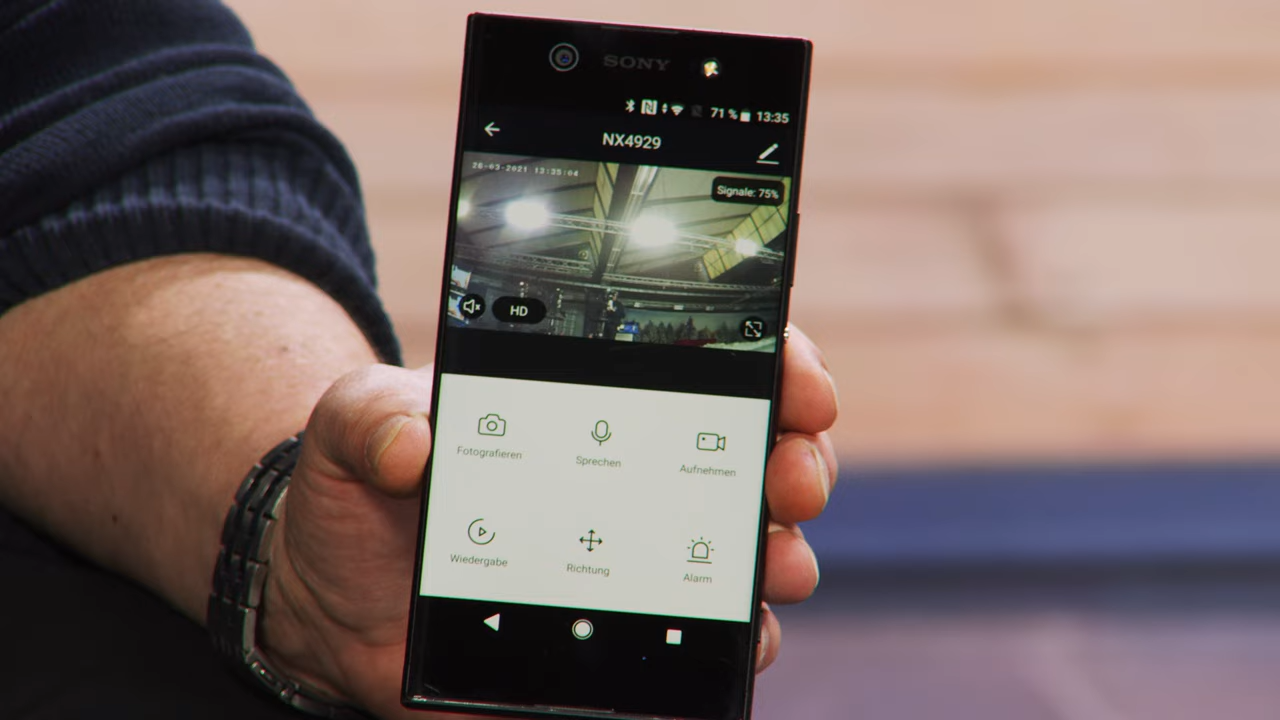 SONY
71 % 13:35
NX4929
26-03-2021 13:35:04
Signale: 75%
HD
Fotografieren
Sprechen
Aufnehmen
Wiedergabe
Richtung
Alarm